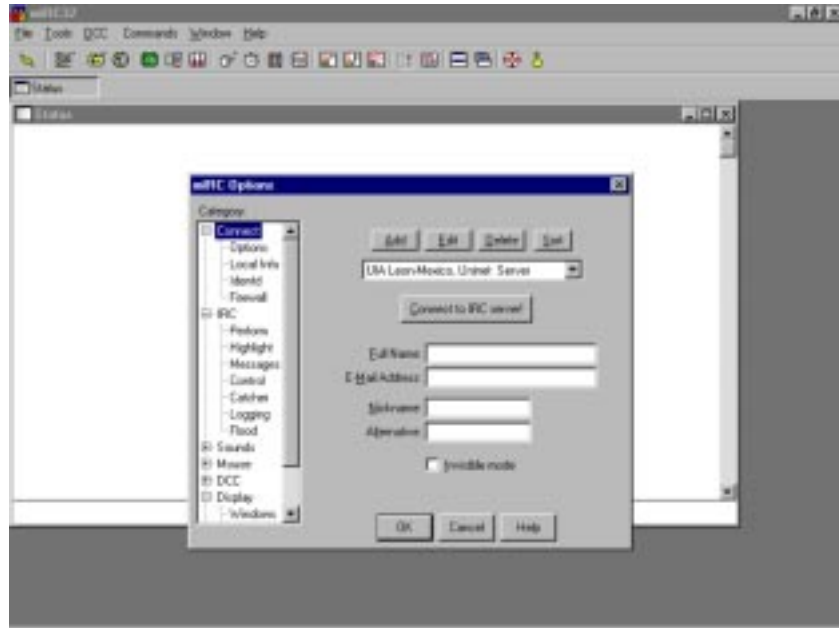 mIRC32
File Tools DCC Commands Window Help
Status
Status
mIRC Options
Category:
Connect
Options
Local Info
Identd
Firewall
IRC
Perform
Highlight
Messages
Control
Catcher
Logging
Flood
Sounds
Mouse
DCC
Display
Windows
Add Edit Delete Sort
UIA Leon-Mexico, Uninet Server
Connect to IRC server!
Full Name
E-Mail Address
Nickname
Alternative
Invisible mode
OK Cancel Help